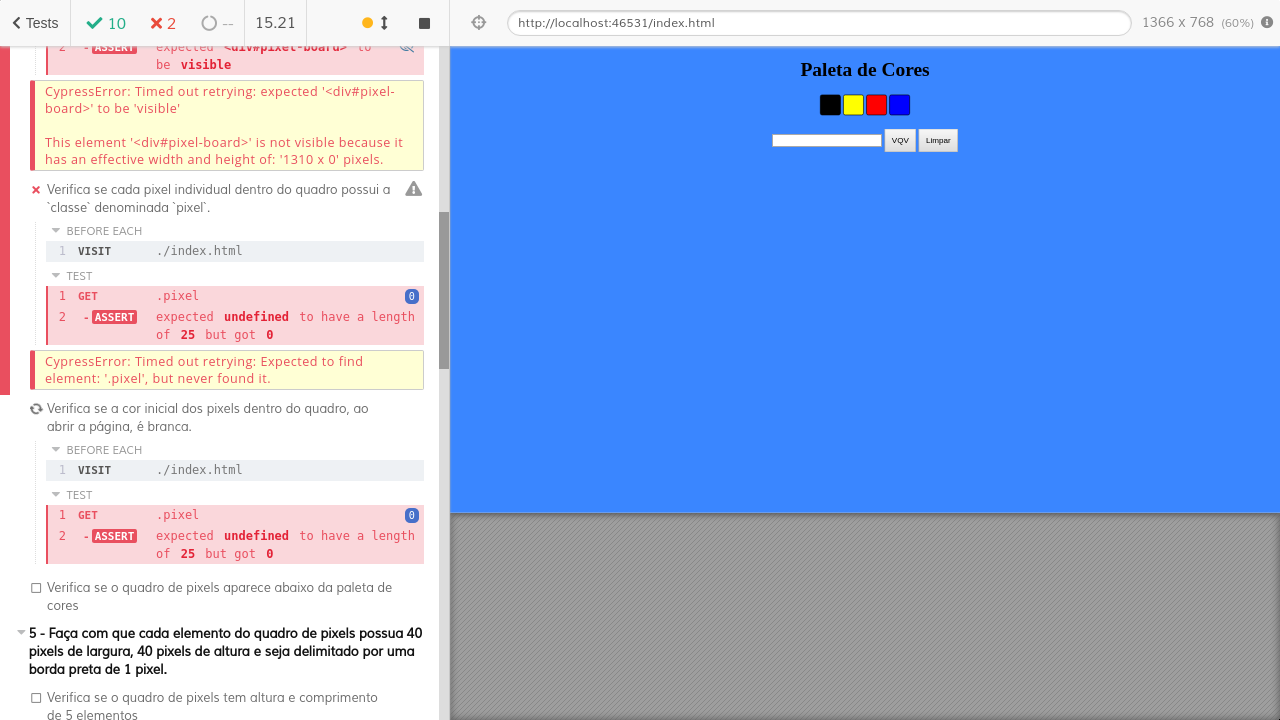 Tests
10
2
--
15.21
http://localhost:46531/index.html
1366 x 768 (60%)
2 -ASSERT expected <div#pixel-board> to
be visible
CypressError: Timed out retrying: expected '<div#pixel-
board>' to be 'visible'
This element '<div#pixel-board>' is not visible because it
has an effective width and height of: '1310 x 0' pixels.
Verifica se cada pixel individual dentro do quadro possui a
`classe` denominada `pixel`.
BEFORE EACH
1 VISIT ./index.html
TEST
1 GET .pixel 0
2 -ASSERT expected undefined to have a length
of 25 but got 0
CypressError: Timed out retrying: Expected to find
element: '.pixel', but never found it.
Verifica se a cor inicial dos pixels dentro do quadro, ao
abrir a página, é branca.
BEFORE EACH
1 VISIT ./index.html
TEST
1 GET .pixel 0
2 -ASSERT expected undefined to have a length
of 25 but got 0
Verifica se o quadro de pixels aparece abaixo da paleta de
cores
5 - Faça com que cada elemento do quadro de pixels possua 40
pixels de largura, 40 pixels de altura e seja delimitado por uma
borda preta de 1 pixel.
Verifica se o quadro de pixels tem altura e comprimento
de 5 elementos
Paleta de Cores
VQV
Limpar